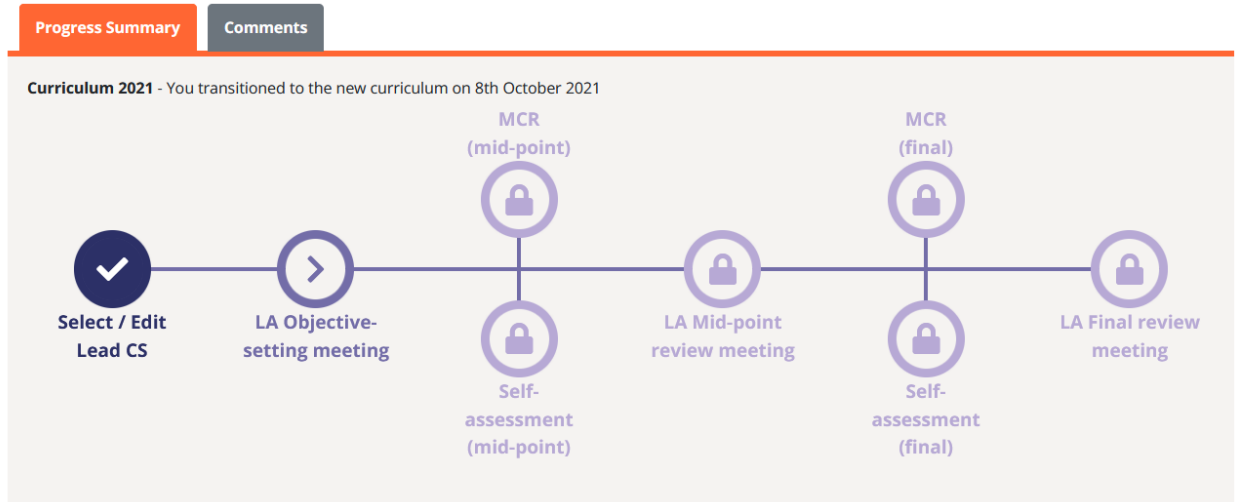 Progress Summary
Comments
Curriculum 2021 - You transitioned to the new curriculum on 8th October 2021
MCR
(mid-point)
MCR
(final)
Select / Edit
Lead CS
LA Objective-
setting meeting
LA Mid-point
review meeting
LA Final review
meeting
Self-
assessment
(mid-point)
Self-
assessment
(final)